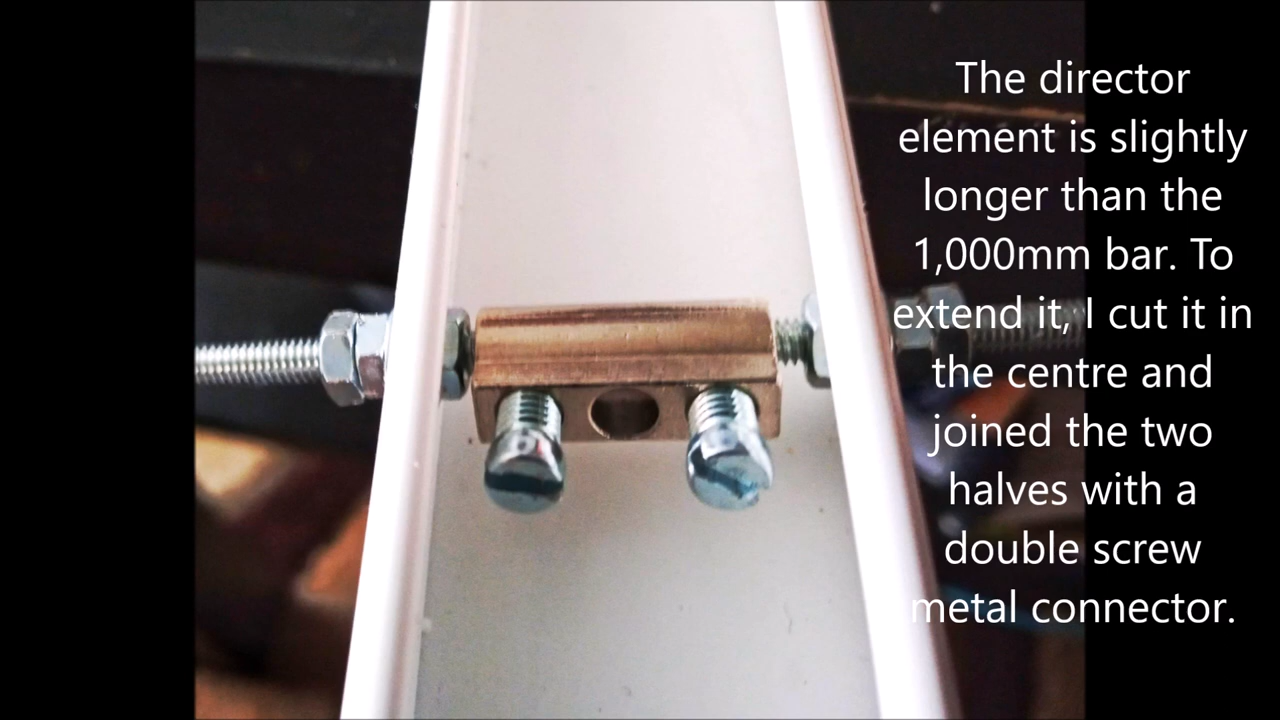 The director
element is slightly
longer than the
1,000mm bar. To
extend it, I cut it in
the centre and
joined the two
halves with a
double screw
metal connector.